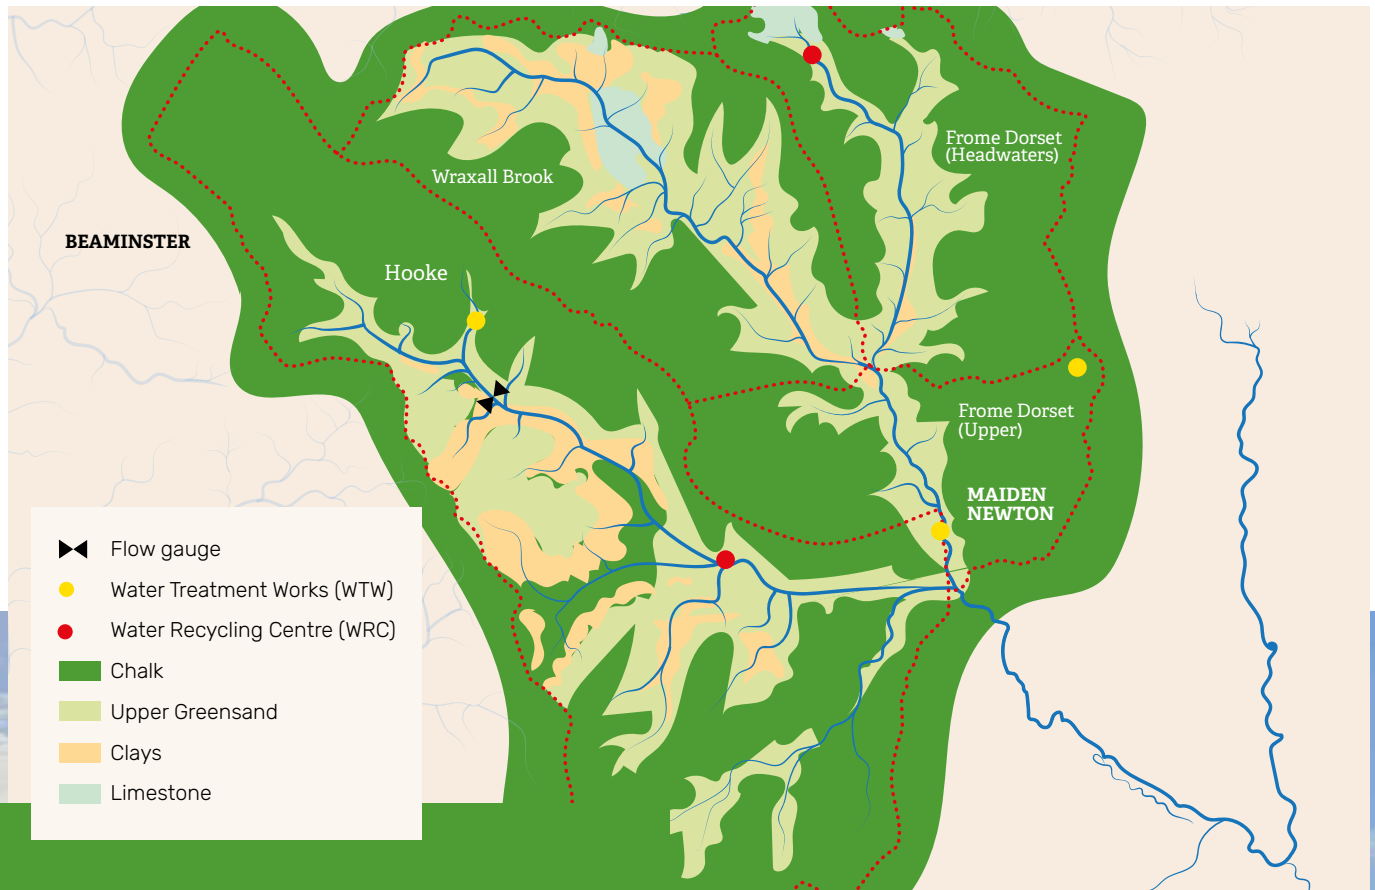 Frome Dorset
(Headwaters)
Wraxall Brook
BEAMINSTER
Hooke
Frome Dorset
(Upper)
MAIDEN
NEWTON
Flow gauge
Water Treatment Works (WTW)
Water Recycling Centre (WRC)
Chalk
Upper Greensand
Clays
Limestone